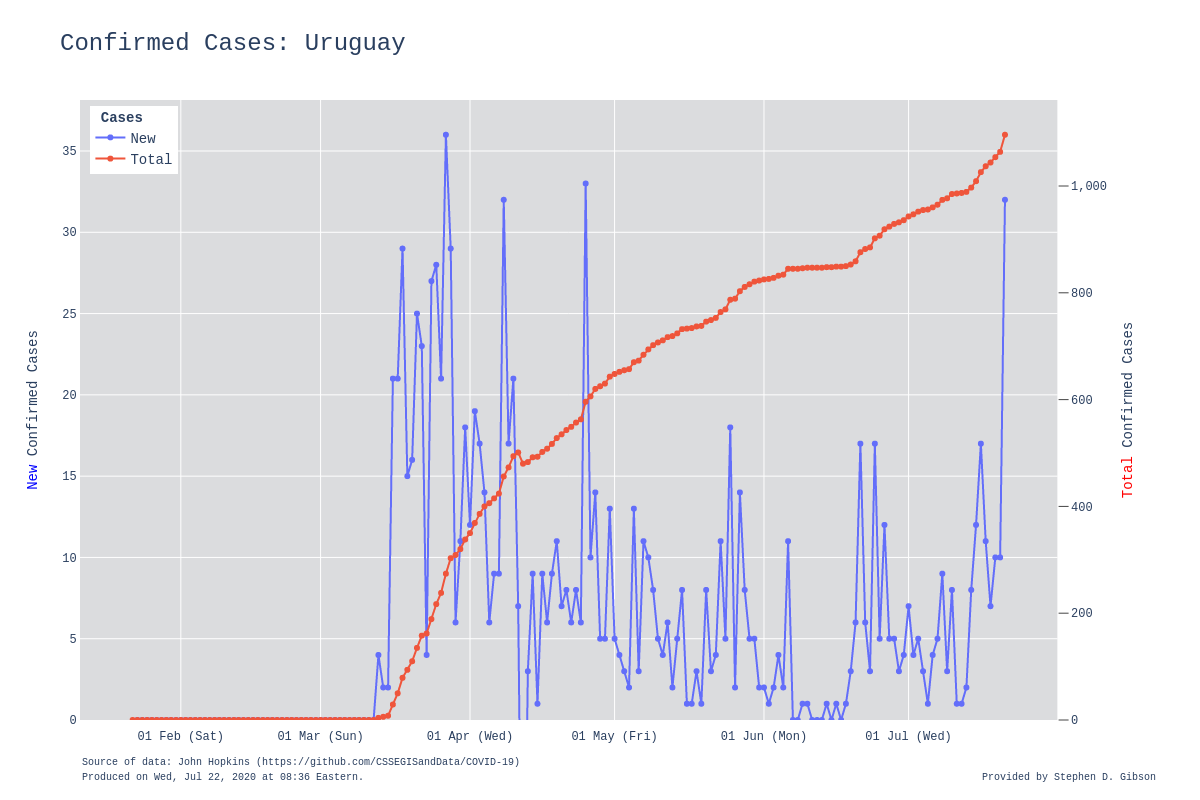 Confirmed Cases: Uruguay
Cases
New
Total
35
30
25
20
15
10
5
0
1,000
800
600
400
200
0
New Confirmed Cases
Total Confirmed Cases
01 Feb (Sat)
01 Mar (Sun)
01 Apr (Wed)
01 May (Fri)
01 Jun (Mon)
01 Jul (Wed)
Source of data: John Hopkins (https://github.com/CSSEGISandData/COVID-19)
Produced on Wed, Jul 22, 2020 at 08:36 Eastern.
Provided by Stephen D. Gibson